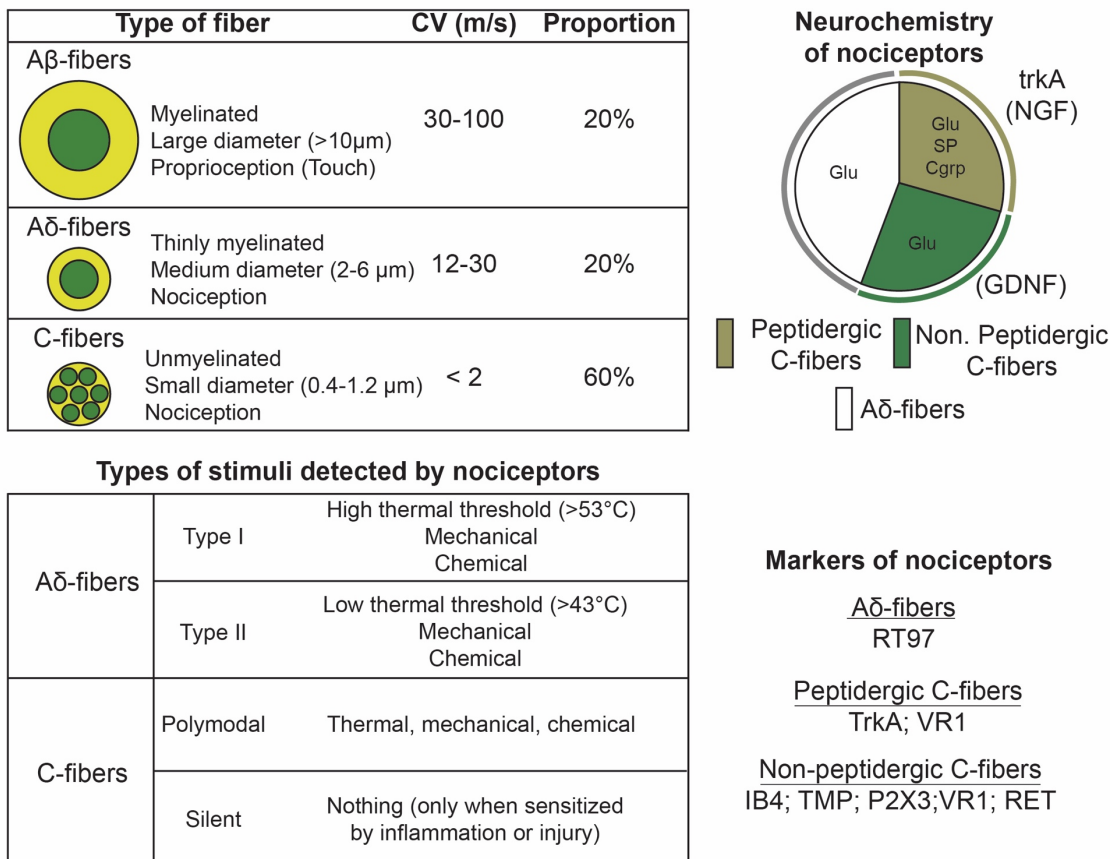 Type of fiber CV (m/s) Proportion
Aβ-fibers
Myelinated
Large diameter (>10µm)
Proprioception (Touch)
30-100 20%
Aδ-fibers
Thinly myelinated
Medium diameter (2-6 µm)
Nociception
12-30 20%
C-fibers
Unmyelinated
Small diameter (0.4-1.2 µm)
Nociception
< 2 60%
Neurochemistry
of nociceptors
trkA
(NGF)
Glu
SP
Cgrp
Glu
Glu
(GDNF)
Peptidergic
C-fibers
Non. Peptidergic
C-fibers
Aδ-fibers
Types of stimuli detected by nociceptors
Aδ-fibers
Type I
High thermal threshold (>53°C)
Mechanical
Chemical
Type II
Low thermal threshold (>43°C)
Mechanical
Chemical
C-fibers
Polymodal
Thermal, mechanical, chemical
Silent
Nothing (only when sensitized
by inflammation or injury)
Markers of nociceptors
Aδ-fibers
RT97
Peptidergic C-fibers
TrkA; VR1
Non-peptidergic C-fibers
IB4; TMP; P2X3;VR1; RET